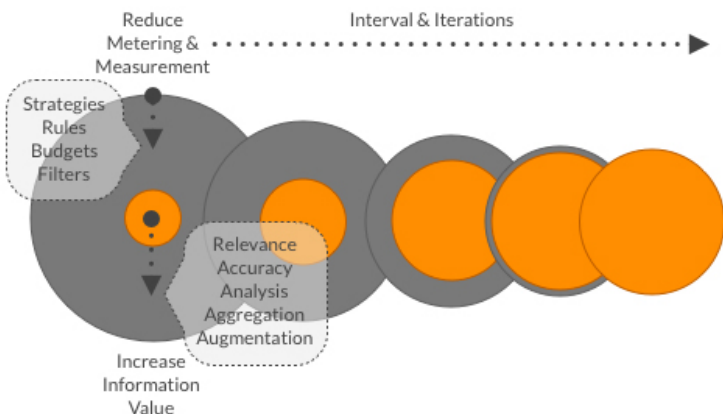 Reduce
Metering &
Measurement
Interval & Iterations
Strategies
Rules
Budgets
Filters
Relevance
Accuracy
Analysis
Aggregation
Augmentation
Increase
Information
Value